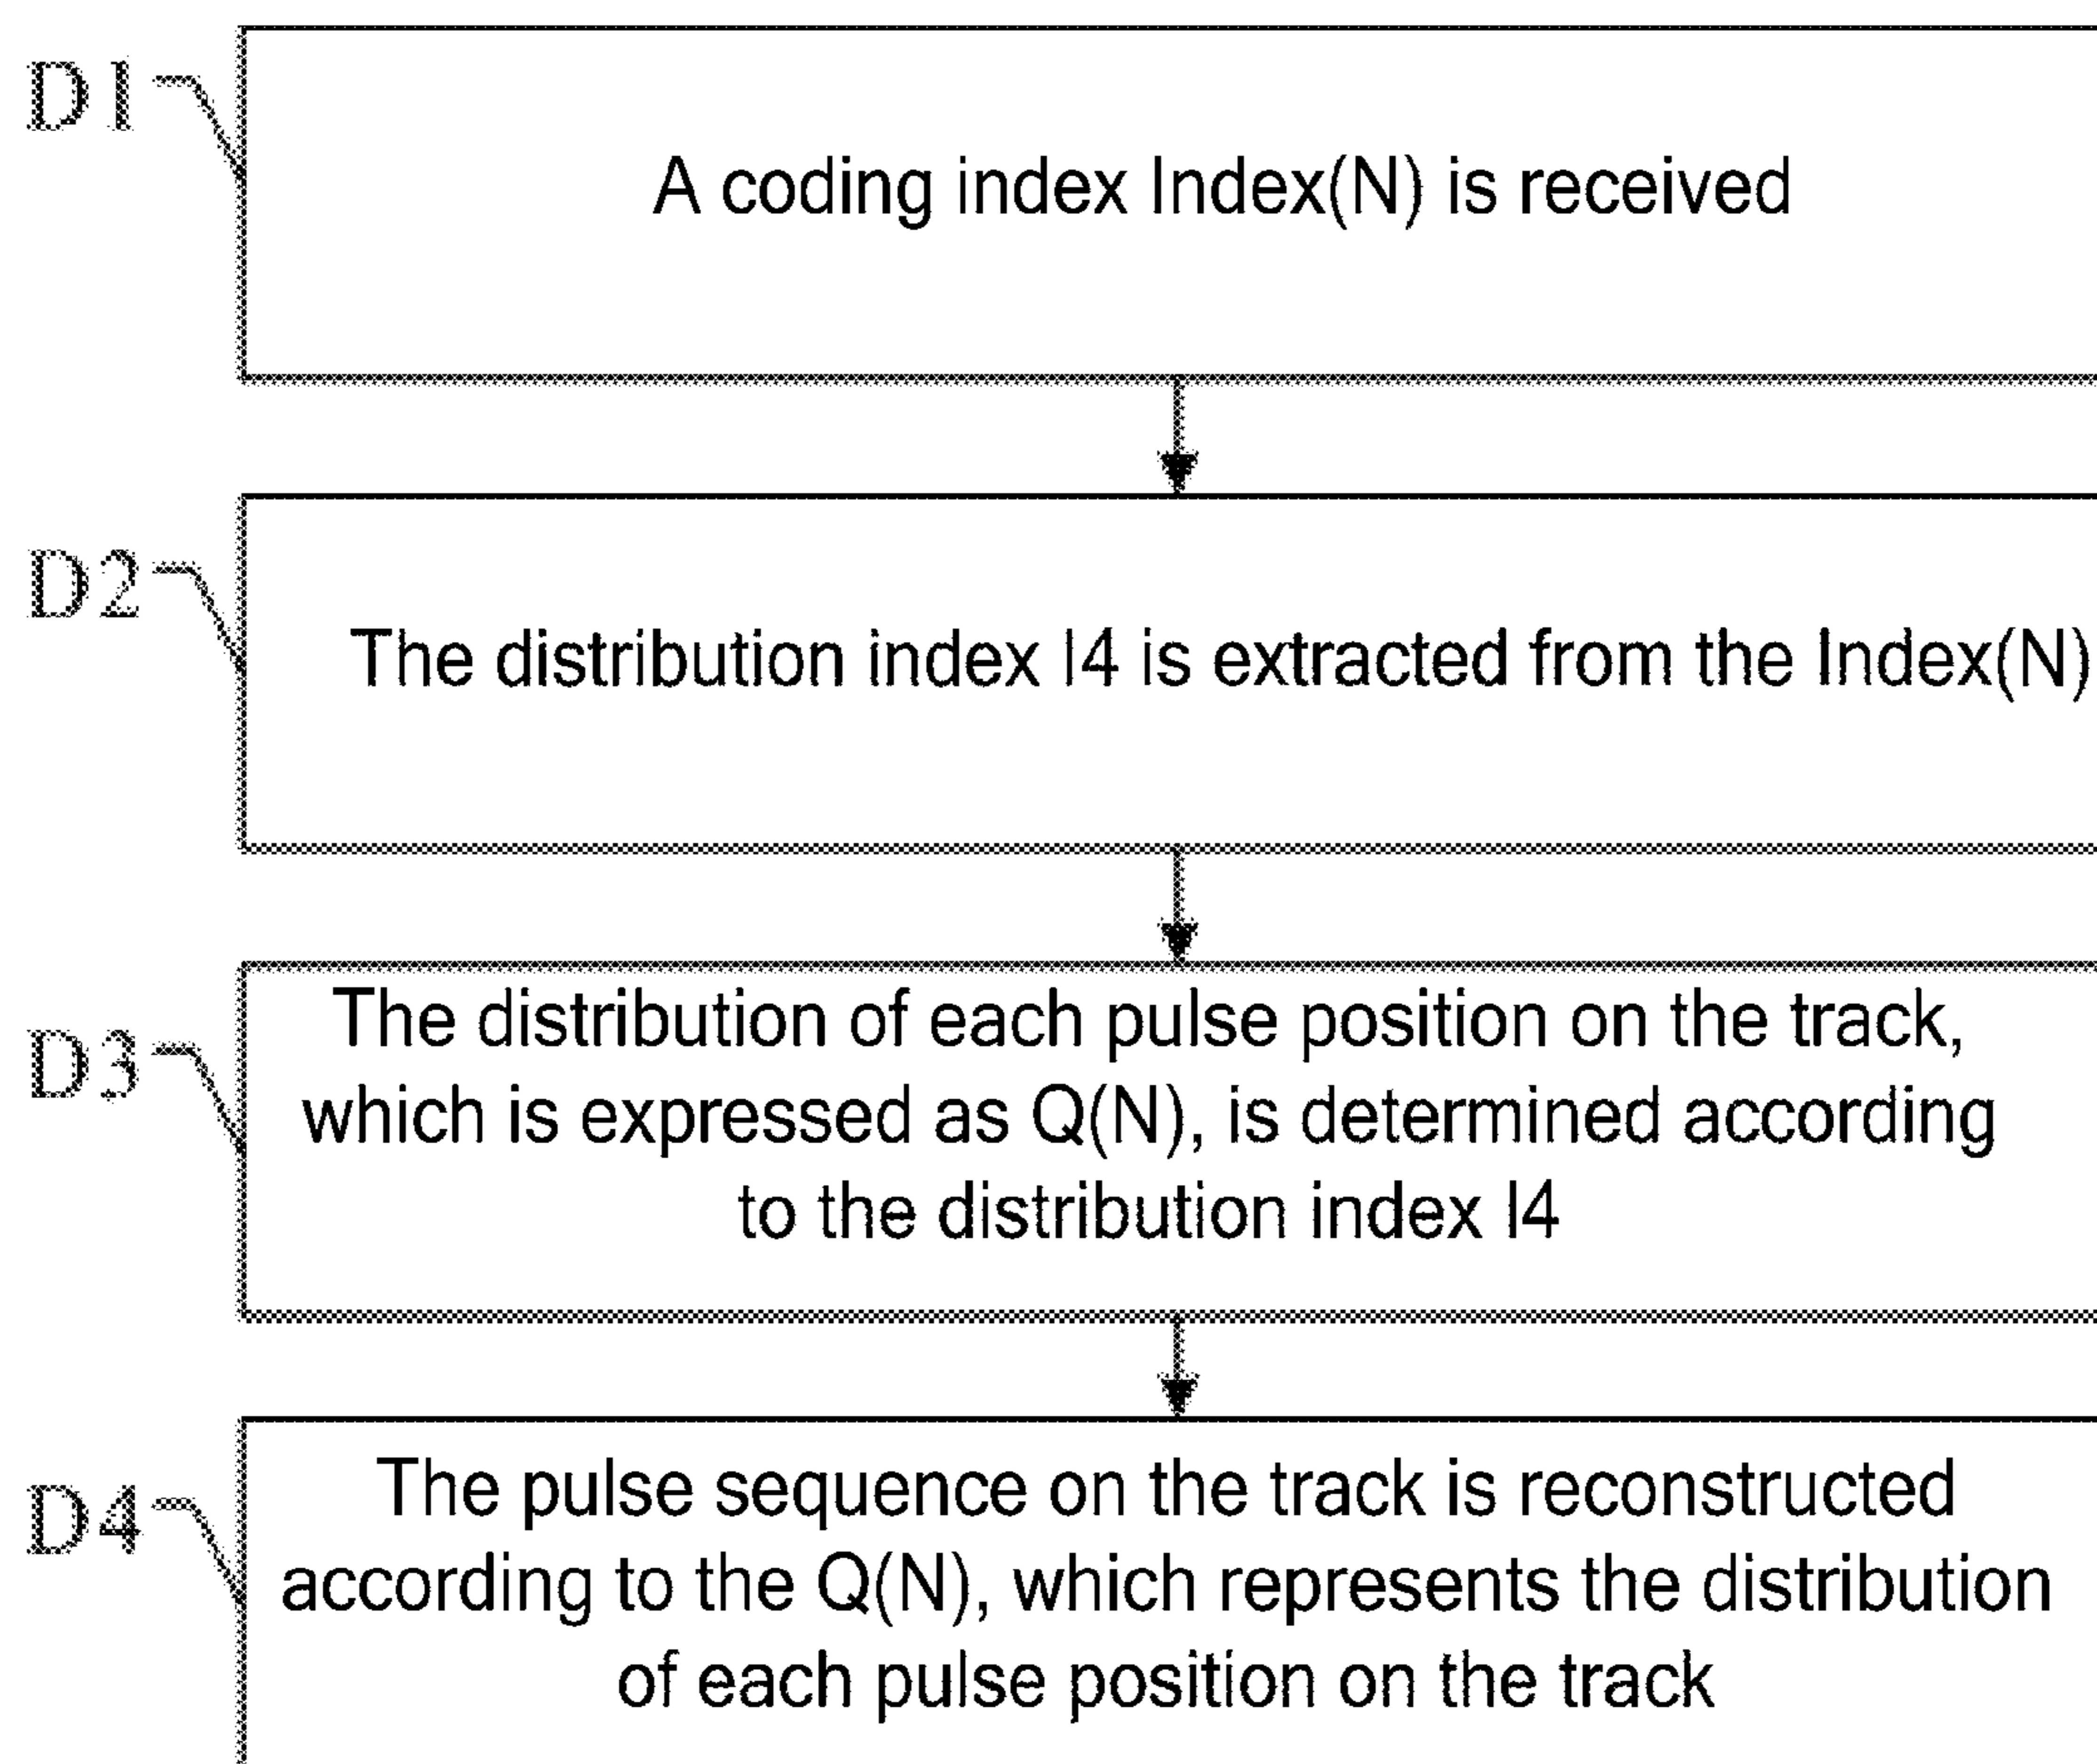 D1
A coding index Index(N) is received
D2
The distribution index I4 is extracted from the Index(N)
D3
The distribution of each pulse position on the track,
which is expressed as Q(N), is determined according
to the distribution index I4
D4
The pulse sequence on the track is reconstructed
according to the Q(N), which represents the distribution
of each pulse position on the track